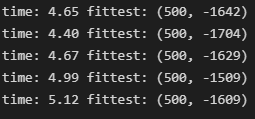 time: 4.65 fittest: (500, -1642)
time: 4.40 fittest: (500, -1704)
time: 4.67 fittest: (500, -1629)
time: 4.99 fittest: (500, -1509)
time: 5.12 fittest: (500, -1609)